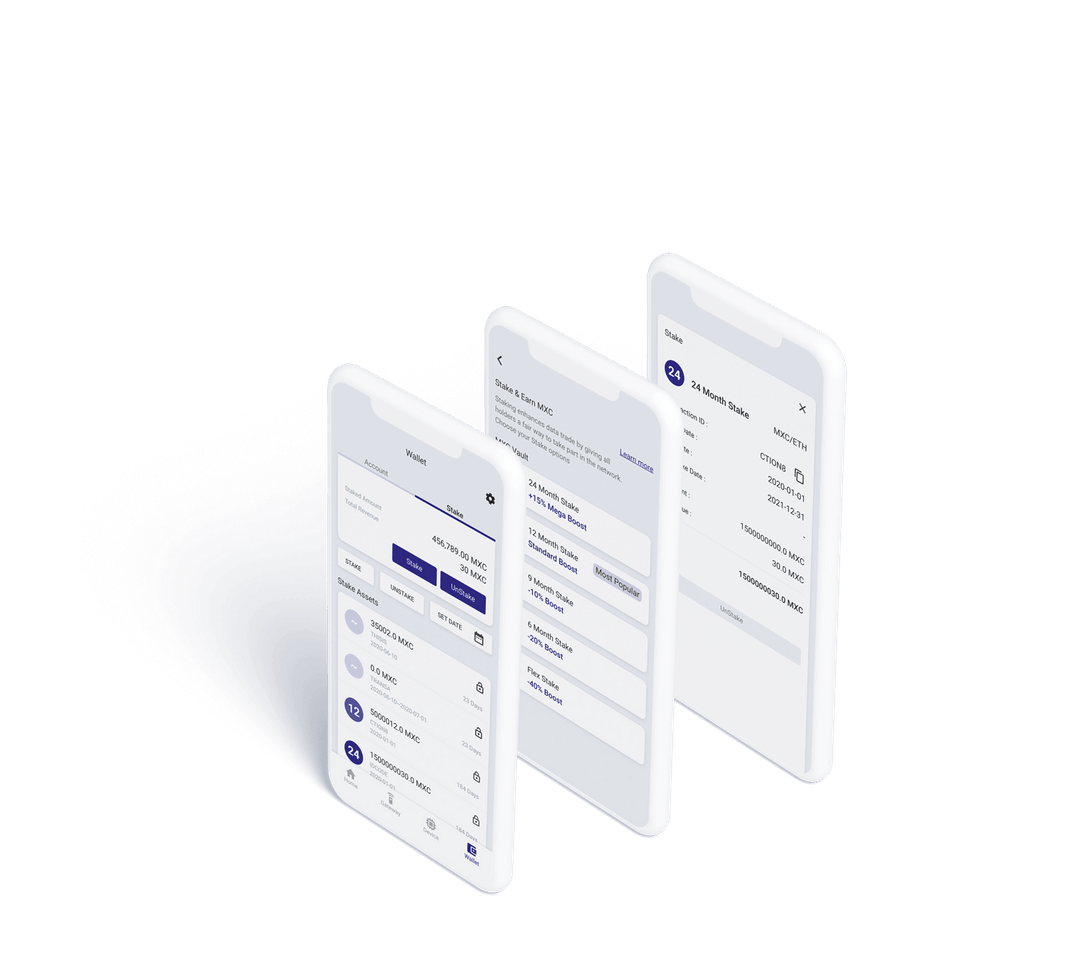 Wallet
Account
Stake
Staked Amount
Total Revenue
456,789.00 MXC
30 MXC
Stake
UnStake
STAKE
UNSTAKE
SET DATE
Stake Assets
~
35002.0 MXC
2020-06-10
~
0.0 MXC
2020-06-10~2020-07-01
23 Days
12
5000012.0 MXC
CTION8
2020-01-01
23 Days
24
1500000030.0 MXC
2020-01-01
184 Days
184 Days
Home
Gateway
Device
Wallet
Stake & Earn MXC
Staking enhances data trade by giving all
holders a fair way to take part in the network.
Choose your Stake options
Learn more
MXC Vault
24 Month Stake
+15% Mega Boost
12 Month Stake
Standard Boost
Most Popular
9 Month Stake
-10% Boost
6 Month Stake
-20% Boost
Flex Stake
-40% Boost
Stake
24
24 Month Stake
MXC/ETH
action ID :
CTION8
2020-01-01
2021-12-31
-
1500000000.0 MXC
30.0 MXC
1500000030.0 MXC
UnStake